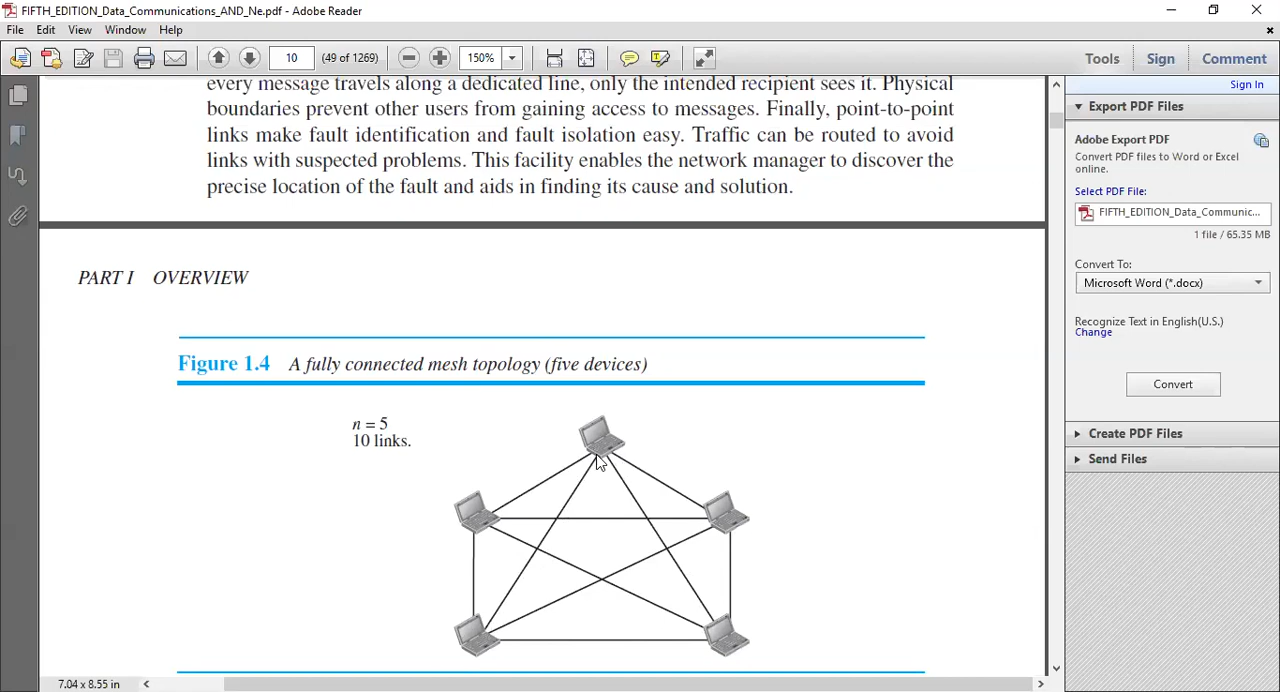 FIFTH_EDITION_Data_Communications_AND_Ne.pdf - Adobe Reader
File Edit View Window Help
10 (49 of 1269) 150% Tools Sign Comment
Sign In
every message travels along a dedicated line, only the intended recipient sees it. Physical
boundaries prevent other users from gaining access to messages. Finally, point-to-point
links make fault identification and fault isolation easy. Traffic can be routed to avoid
links with suspected problems. This facility enables the network manager to discover the
precise location of the fault and aids in finding its cause and solution.
PART I OVERVIEW
Figure 1.4 A fully connected mesh topology (five devices)
n = 5
10 links.
Export PDF Files
Adobe Export PDF
Convert PDF files to Word or Excel
online.
Select PDF File:
FIFTH_EDITION_Data_Communic...
1 file / 65.35 MB
Convert To:
Microsoft Word (*.docx)
Recognize Text in English(U.S.)
Change
Convert
Create PDF Files
Send Files
7.04 x 8.55 in